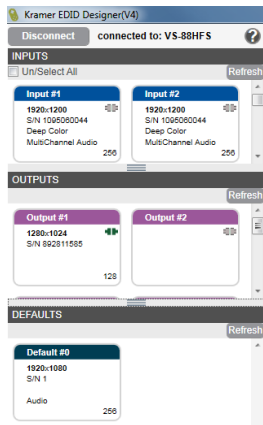 Kramer EDID Designer(V4)
Disconnect connected to: VS-88HFS ?
INPUTS
Un/Select All Refresh
Input #1 Input #2
1920x1200 1920x1200
S/N 1095060044 S/N 1095060044
Deep Color Deep Color
MultiChannel Audio MultiChannel Audio
256 256
OUTPUTS
Refresh
Output #1 Output #2
1280x1024
S/N 892811585
128
DEFAULTS
Refresh
Default #0
1920x1080
S/N 1
Audio
256